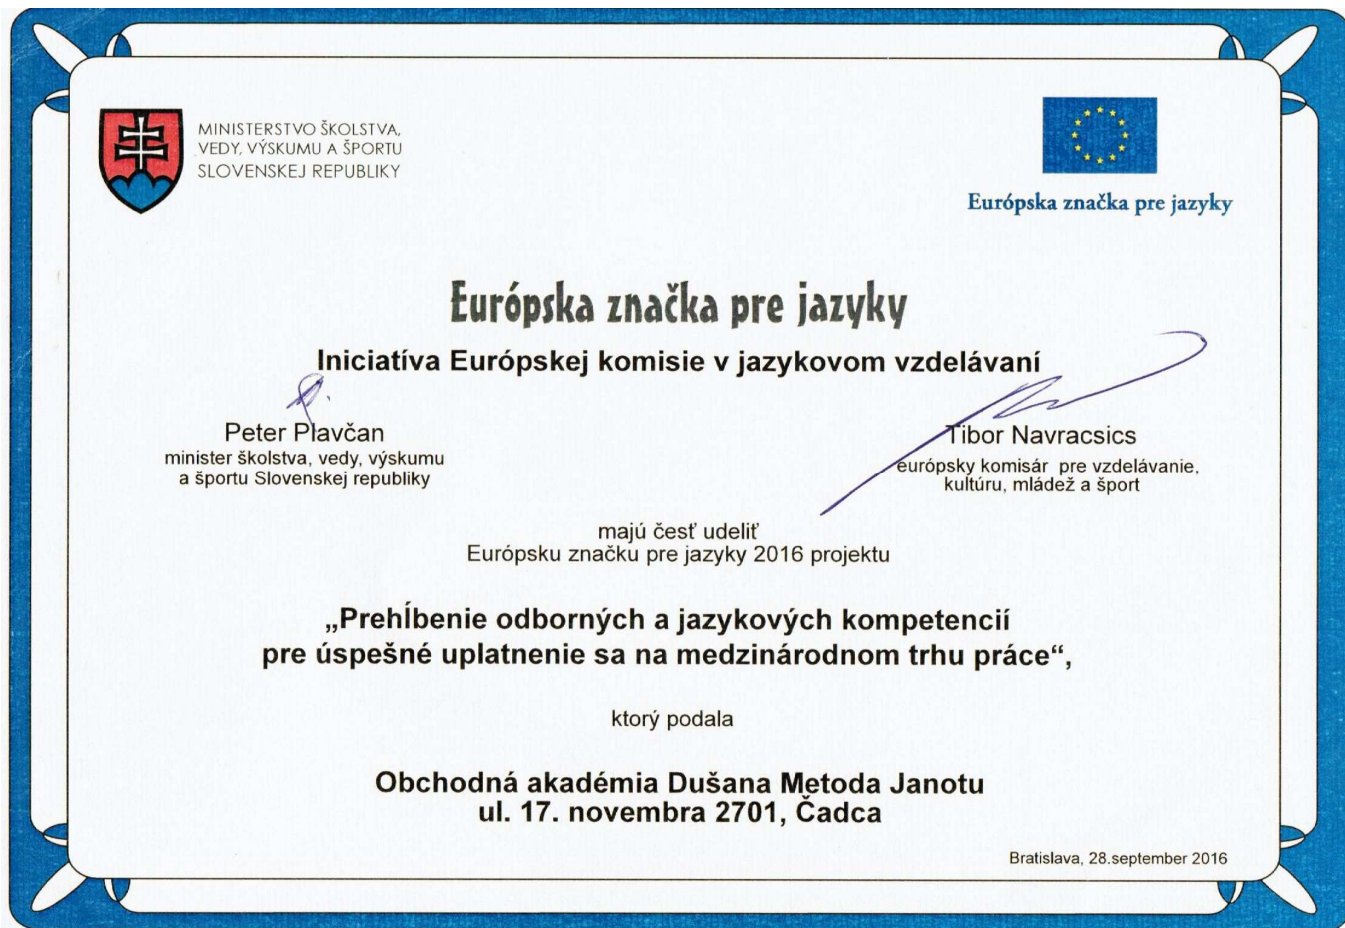 MINISTERSTVO ŠKOLSTVA,
VEDY, VÝSKUMU A ŠPORTU
SLOVENSKEJ REPUBLIKY
Európska značka pre jazyky
Európska značka pre jazyky
Iniciatíva Európskej komisie v jazykovom vzdelávaní
Peter Plavčan
minister školstva, vedy, výskumu
a športu Slovenskej republiky
Tibor Navracsics
európsky komisár pre vzdelávanie,
kultúru, mládež a šport
majú česť udeliť
Európsku značku pre jazyky 2016 projektu
„Prehĺbenie odborných a jazykových kompetencií
pre úspešné uplatnenie sa na medzinárodnom trhu práce“,
ktorý podala
Obchodná akadémia Dušana Metoda Janotu
ul. 17. novembra 2701, Čadca
Bratislava, 28.september 2016